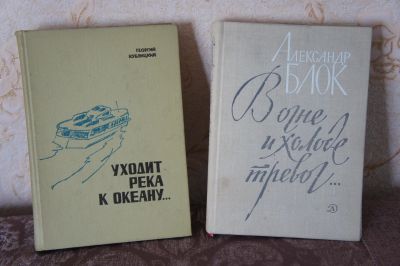 ГЕОРГИЙ
КУБЛИЦКИЙ
УХОДИТ
РЕКА
К ОКЕАНУ...
АЛЕКСАНДР
БЛОК
В огне
и холоде
тревог...